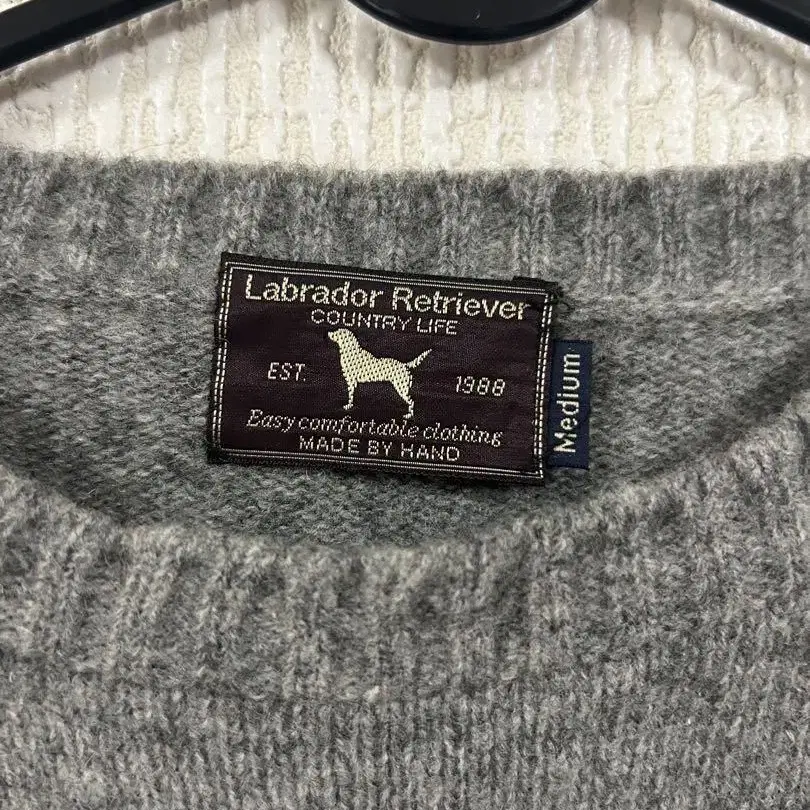 Labrador Retriever
COUNTRY LIFE
EST. 1988
Easy comfortable clothing
MADE BY HAND
Medium